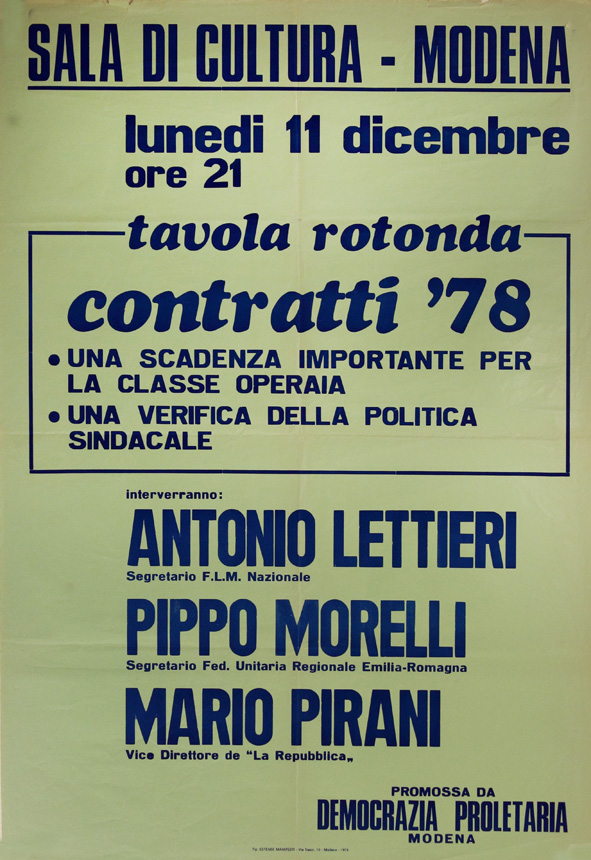 SALA DI CULTURA - MODENA
lunedi 11 dicembre
ore 21
tavola rotonda
contratti '78
• UNA SCADENZA IMPORTANTE PER
LA CLASSE OPERAIA
• UNA VERIFICA DELLA POLITICA
SINDACALE
interverranno:
ANTONIO LETTIERI
Segretario F.L.M. Nazionale
PIPPO MORELLI
Segretario Fed. Unitaria Regionale Emilia-Romagna
MARIO PIRANI
Vice Direttore de "La Repubblica„
PROMOSSA DA
DEMOCRAZIA PROLETARIA
MODENA
Modena